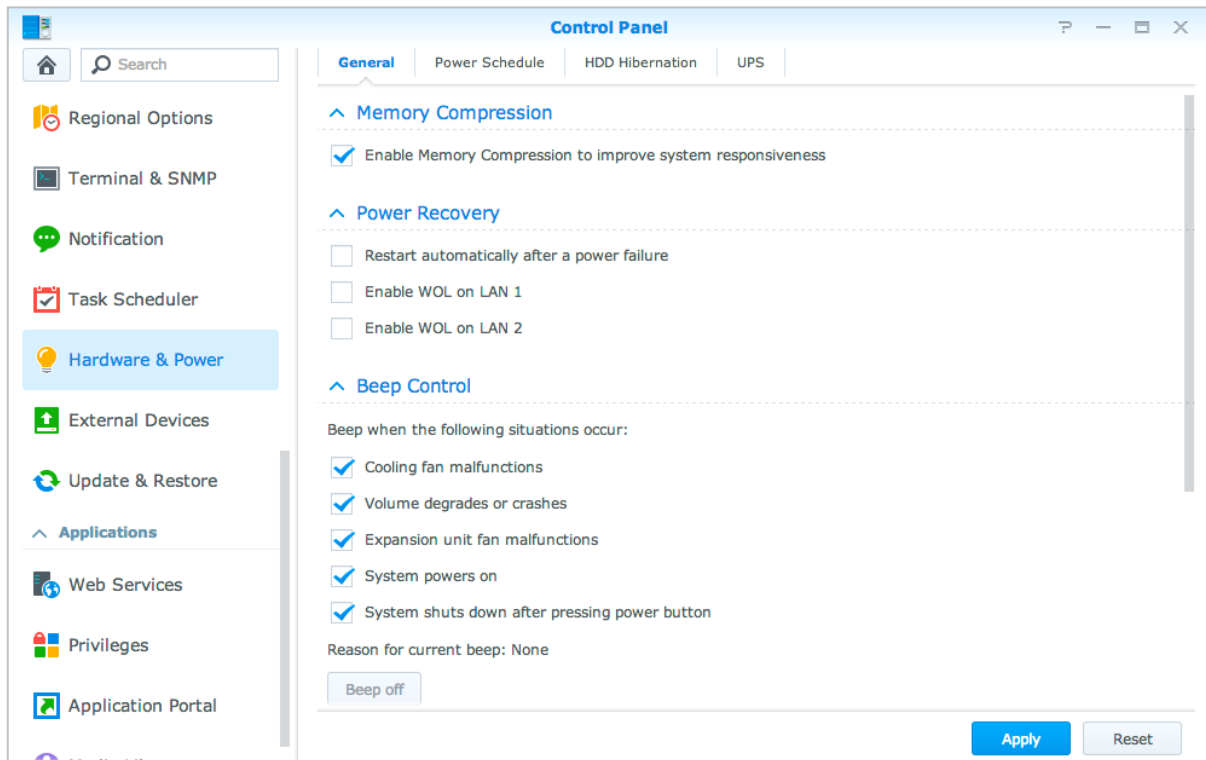 Control Panel
Search
Regional Options
Terminal & SNMP
Notification
Task Scheduler
Hardware & Power
External Devices
Update & Restore
Applications
Web Services
Privileges
Application Portal
General Power Schedule HDD Hibernation UPS
Memory Compression
Enable Memory Compression to improve system responsiveness
Power Recovery
Restart automatically after a power failure
Enable WOL on LAN 1
Enable WOL on LAN 2
Beep Control
Beep when the following situations occur:
Cooling fan malfunctions
Volume degrades or crashes
Expansion unit fan malfunctions
System powers on
System shuts down after pressing power button
Reason for current beep: None
Beep off
Apply Reset